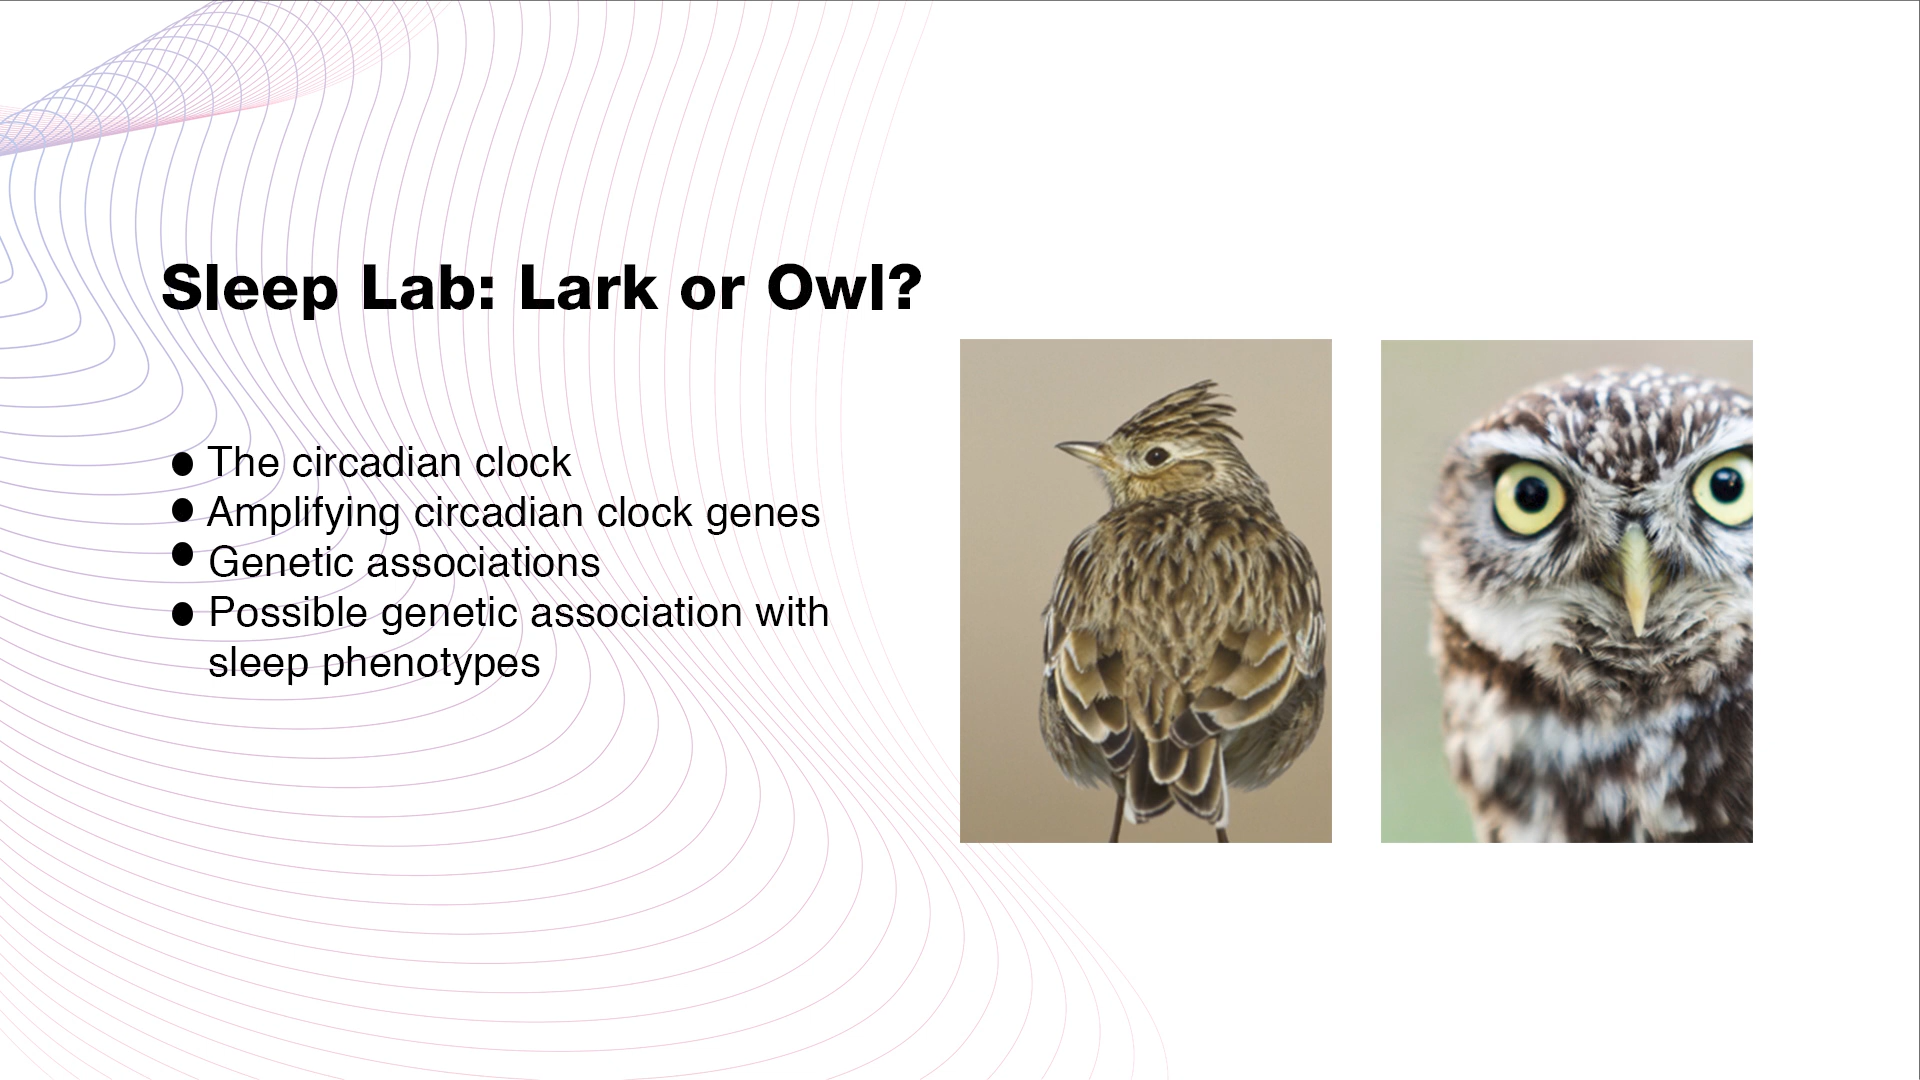 Sleep Lab: Lark or Owl?
● The circadian clock
● Amplifying circadian clock genes
● Genetic associations
● Possible genetic association with
sleep phenotypes